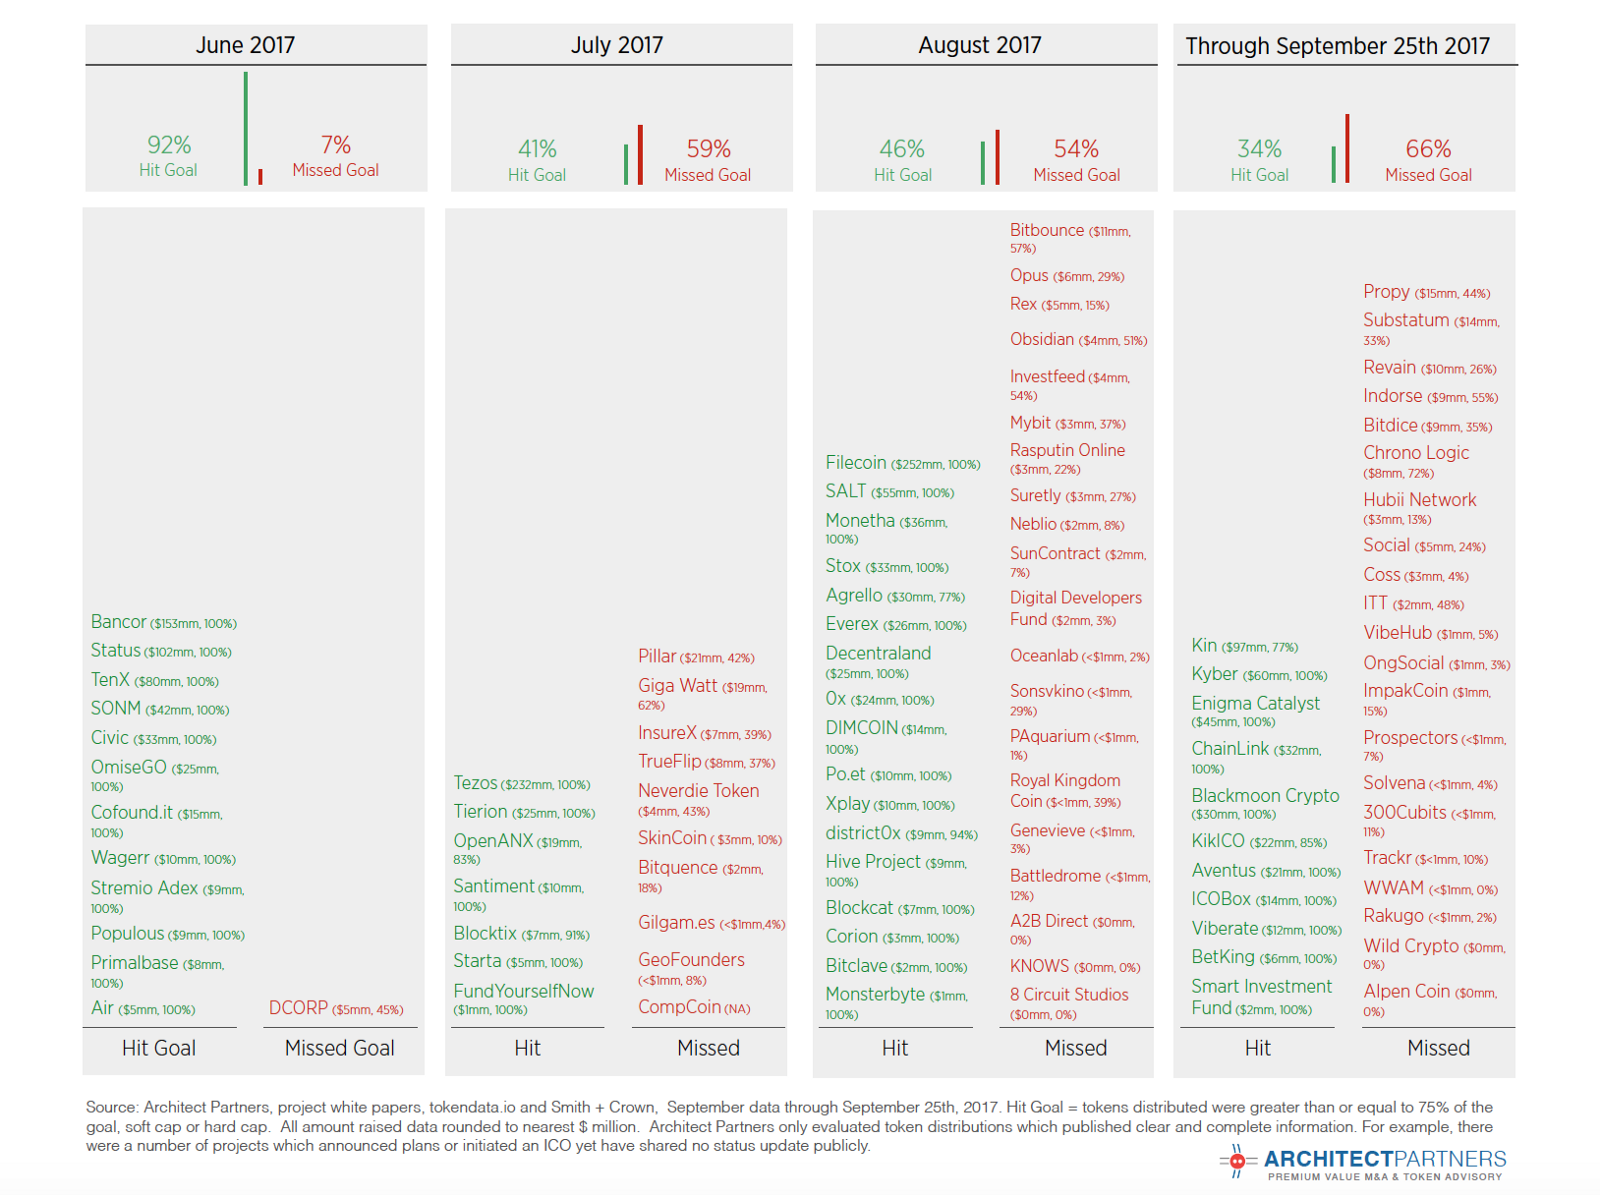 June 2017
92%
Hit Goal
7%
Missed Goal
July 2017
41%
Hit Goal
59%
Missed Goal
August 2017
46%
Hit Goal
54%
Missed Goal
Through September 25th 2017
34%
Hit Goal
66%
Missed Goal
Bancor ($153mm, 100%)
Status ($102mm, 100%)
TenX ($80mm, 100%)
SONM ($42mm, 100%)
Civic ($33mm, 100%)
OmiseGO ($25mm,
100%)
Cofound.it ($15mm,
100%)
Wagerr ($10mm, 100%)
Stremio Adex ($9mm,
100%)
Populous ($9mm, 100%)
Primalbase ($8mm,
100%)
Air ($5mm, 100%)
Hit Goal
DCORP ($5mm, 45%)
Missed Goal
Tezos ($232mm, 100%)
Tierion ($25mm, 100%)
OpenANX ($19mm,
83%)
Santiment ($10mm,
100%)
Blocktix ($7mm, 91%)
Starta ($5mm, 100%)
FundYourselfNow
($1mm, 100%)
Hit
Pillar ($21mm, 42%)
Giga Watt ($19mm,
62%)
InsureX ($7mm, 39%)
TrueFlip ($8mm, 37%)
Neverdie Token
($4mm, 43%)
SkinCoin ( $3mm, 10%)
Bitquence ($2mm,
18%)
Gilgam.es (<$1mm,4%)
GeoFounders
(<$1mm, 8%)
CompCoin (NA)
Missed
Filecoin ($252mm, 100%)
SALT ($55mm, 100%)
Monetha ($36mm,
100%)
Stox ($33mm, 100%)
Agrello ($30mm, 77%)
Everex ($26mm, 100%)
Decentraland
($25mm, 100%)
0x ($24mm, 100%)
DIMCOIN ($14mm,
100%)
Po.et ($10mm, 100%)
Xplay ($10mm, 100%)
district0x ($9mm, 94%)
Hive Project ($9mm,
100%)
Blockcat ($7mm, 100%)
Corion ($3mm, 100%)
Bitclave ($2mm, 100%)
Monsterbyte ($1mm,
100%)
Hit
Bitbounce ($11mm,
57%)
Opus ($6mm, 29%)
Rex ($5mm, 15%)
Obsidian ($4mm, 51%)
Investfeed ($4mm,
54%)
Mybit ($3mm, 37%)
Rasputin Online
($3mm, 22%)
Suretly ($3mm, 27%)
Neblio ($2mm, 8%)
SunContract ($2mm,
7%)
Digital Developers
Fund ($2mm, 3%)
Oceanlab (<$1mm, 2%)
Sonsvkino (<$1mm,
29%)
PAquarium (<$1mm,
1%)
Royal Kingdom
Coin ($<1mm, 39%)
Genevieve (<$1mm,
3%)
Battledrome (<$1mm,
12%)
A2B Direct ($0mm,
0%)
KNOWS ($0mm, 0%)
8 Circuit Studios
($0mm, 0%)
Missed
Kin ($97mm, 77%)
Kyber ($60mm, 100%)
Enigma Catalyst
($45mm, 100%)
ChainLink ($32mm,
100%)
Blackmoon Crypto
($30mm, 100%)
KikICO ($22mm, 85%)
Aventus ($21mm, 100%)
ICOBox ($14mm, 100%)
Viberate ($12mm, 100%)
BetKing ($6mm, 100%)
Smart Investment
Fund ($2mm, 100%)
Hit
Propy ($15mm, 44%)
Substatum ($14mm,
33%)
Revain ($10mm, 26%)
Indorse ($9mm, 55%)
Bitdice ($9mm, 35%)
Chrono Logic
($8mm, 72%)
Hubii Network
($3mm, 13%)
Social ($5mm, 24%)
Coss ($3mm, 4%)
ITT ($2mm, 48%)
VibeHub ($1mm, 5%)
OngSocial ($1mm, 3%)
ImpakCoin ($1mm,
15%)
Prospectors (<$1mm,
7%)
Solvena (<$1mm, 4%)
300Cubits (<$1mm,
11%)
Trackr ($<1mm, 10%)
WWAM (<$1mm, 0%)
Rakugo (<$1mm, 2%)
Wild Crypto ($0mm,
0%)
Alpen Coin ($0mm,
0%)
Missed
Source: Architect Partners, project white papers, tokendata.io and Smith + Crown,  September data through September 25th, 2017. Hit Goal = tokens distributed were greater than or equal to 75% of the
goal, soft cap or hard cap.  All amount raised data rounded to nearest $ million.  Architect Partners only evaluated token distributions which published clear and complete information. For example, there
were a number of projects which announced plans or initiated an ICO yet have shared no status update publicly.
ARCHITECTPARTNERS
PREMIUM VALUE M&A & TOKEN ADVISORY